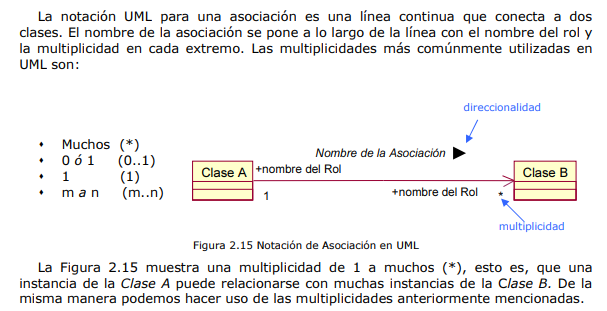 La notación UML para una asociación es una línea continua que conecta a dos
clases. El nombre de la asociación se pone a lo largo de la línea con el nombre del rol y
la multiplicidad en cada extremo. Las multiplicidades más comúnmente utilizadas en
UML son:
direccionalidad
♦ Muchos (*)
♦ 0 ó 1 (0..1)
♦ 1 (1)
♦ m a n (m..n)
Nombre de la Asociación
Clase A
+nombre del Rol
1
Clase B
+nombre del Rol
*
multiplicidad
Figura 2.15 Notación de Asociación en UML
La Figura 2.15 muestra una multiplicidad de 1 a muchos (*), esto es, que una
instancia de la Clase A puede relacionarse con muchas instancias de la Clase B. De la
misma manera podemos hacer uso de las multiplicidades anteriormente mencionadas.